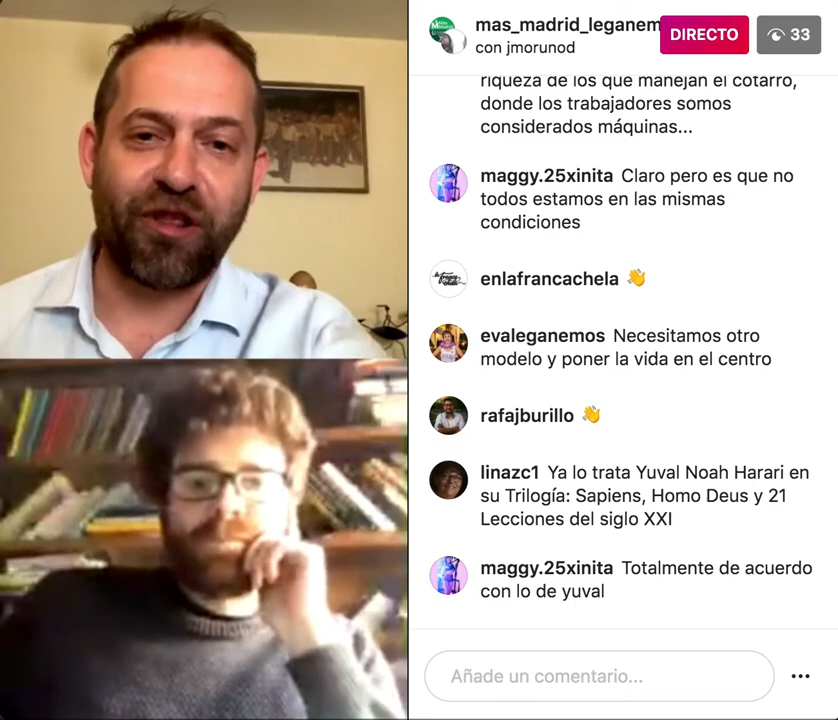 mas_madrid_leganem
con jmorunod
DIRECTO
33
riqueza de los que manejan el cotarro,
donde los trabajadores somos
considerados máquinas...
maggy.25xinita Claro pero es que no
todos estamos en las mismas
condiciones
enlafrancachela 👋
evaleganemos Necesitamos otro
modelo y poner la vida en el centro
rafajburillo 👋
linazc1 Ya lo trata Yuval Noah Harari en
su Trilogía: Sapiens, Homo Deus y 21
Lecciones del siglo XXI
maggy.25xinita Totalmente de acuerdo
con lo de yuval
Añade un comentario...